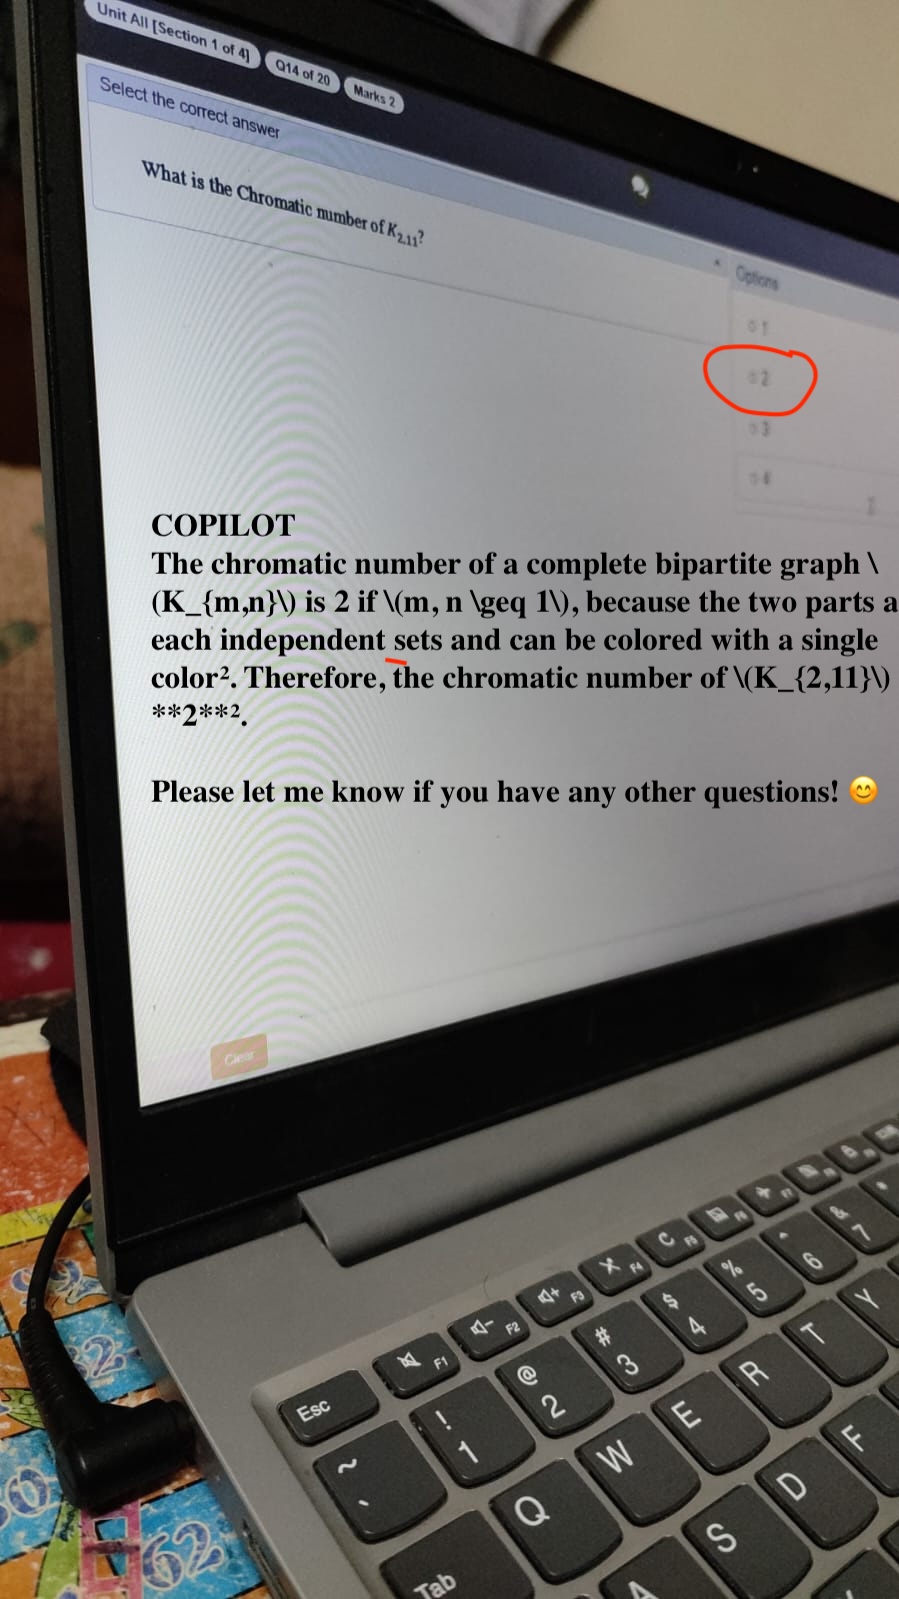 Unit All [Section 1 of 4]
Q14 of 20
Marks 2
Select the correct answer
What is the Chromatic number of K2,11?
Options
1
2
3
COPILOT
The chromatic number of a complete bipartite graph \
(K_{m,n}\) is 2 if \(m, n \geq 1\), because the two parts a
each independent sets and can be colored with a single
color². Therefore, the chromatic number of \(K_{2,11}\)
**2**².
Please let me know if you have any other questions! 😊
Clear
Esc
F1
F2
F3
F4
F5
F6
F7
~ `
! 1
@ 2
# 3
$ 4
% 5
^ 6
& 7
*
Tab
Q
W
E
R
T
Y
A
S
D
F
62